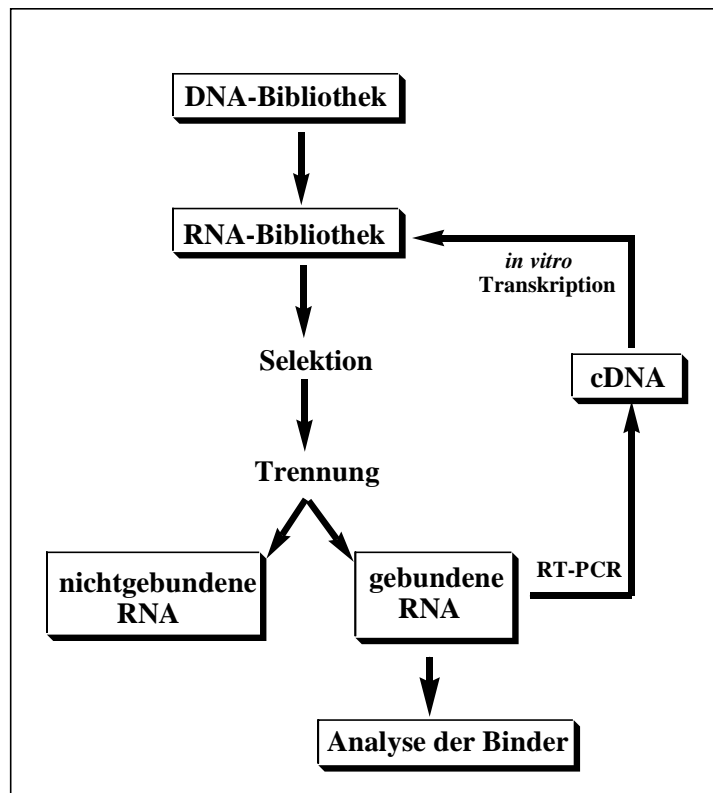 DNA-Bibliothek
RNA-Bibliothek
in vitro
Transkription
Selektion
cDNA
Trennung
nichtgebundene
RNA
gebundene
RNA
RT-PCR
Analyse der Binder